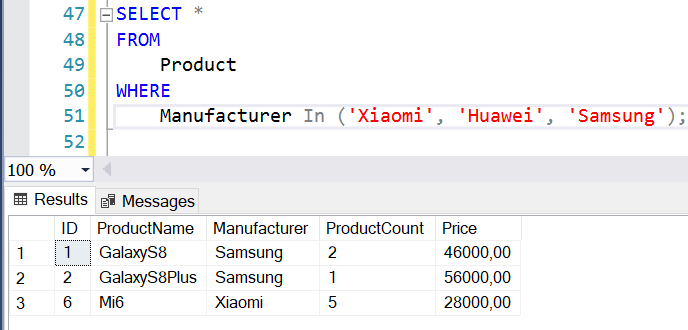 47 SELECT *
48 FROM
49 Product
50 WHERE
51 Manufacturer In ('Xiaomi', 'Huawei', 'Samsung');
52
100 %
Results Messages
ID ProductName Manufacturer ProductCount Price
1 1 GalaxyS8 Samsung 2 46000,00
2 2 GalaxyS8Plus Samsung 1 56000,00
3 6 Mi6 Xiaomi 5 28000,00